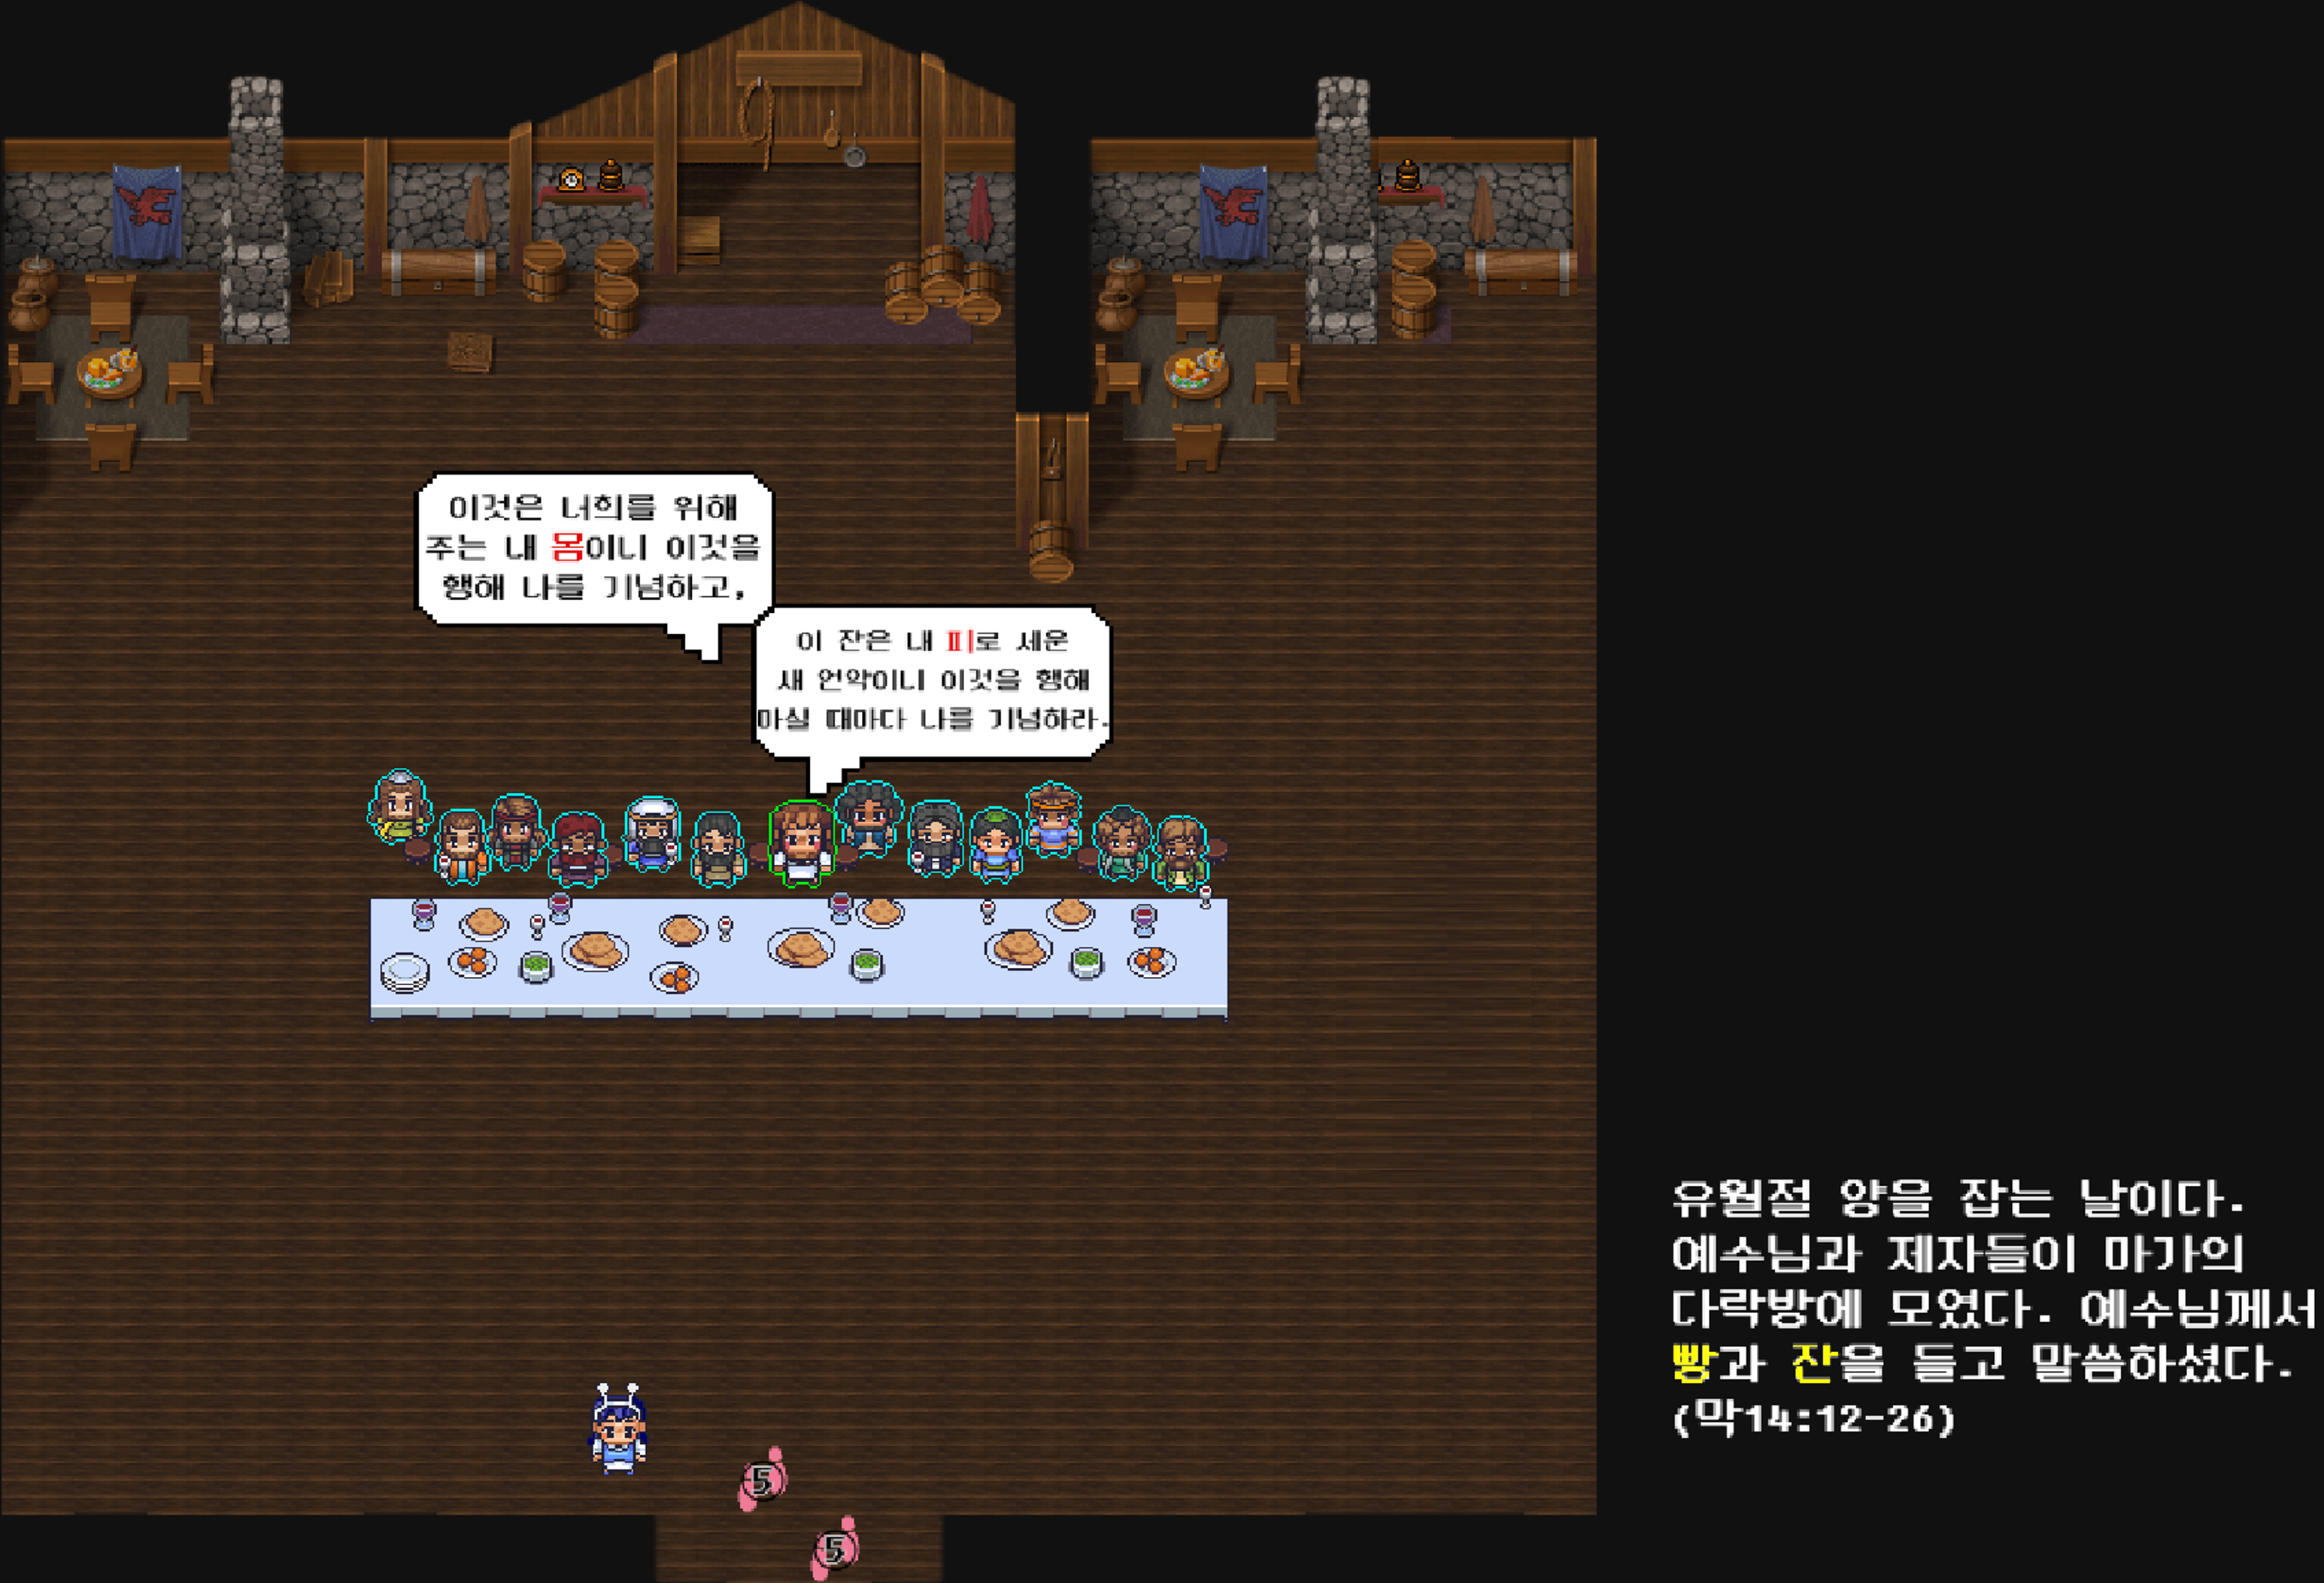 이것은 너희를 위해
주는 내 몸이니 이것을
행해 나를 기념하고,
이 잔은 내 피로 세운
새 언약이니 이것을 행해
마실 때마다 나를 기념하라.
유월절 양을 잡는 날이다.
예수님과 제자들이 마가의
다락방에 모였다. 예수님께서
빵과 잔을 들고 말씀하셨다.
(막14:12-26)
5
5